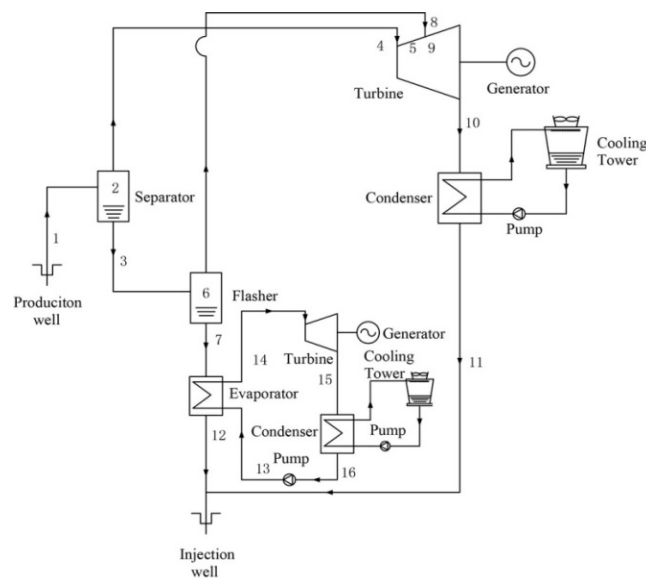 8
4
5
9
Turbine
Generator
10
Cooling
Tower
2
Separator
Condenser
Pump
1
3
Produciton
well
6
Flasher
7
14
Turbine
Generator
Cooling
Tower
15
11
Evaporator
Condenser
Pump
12
13
Pump
16
Injection
well